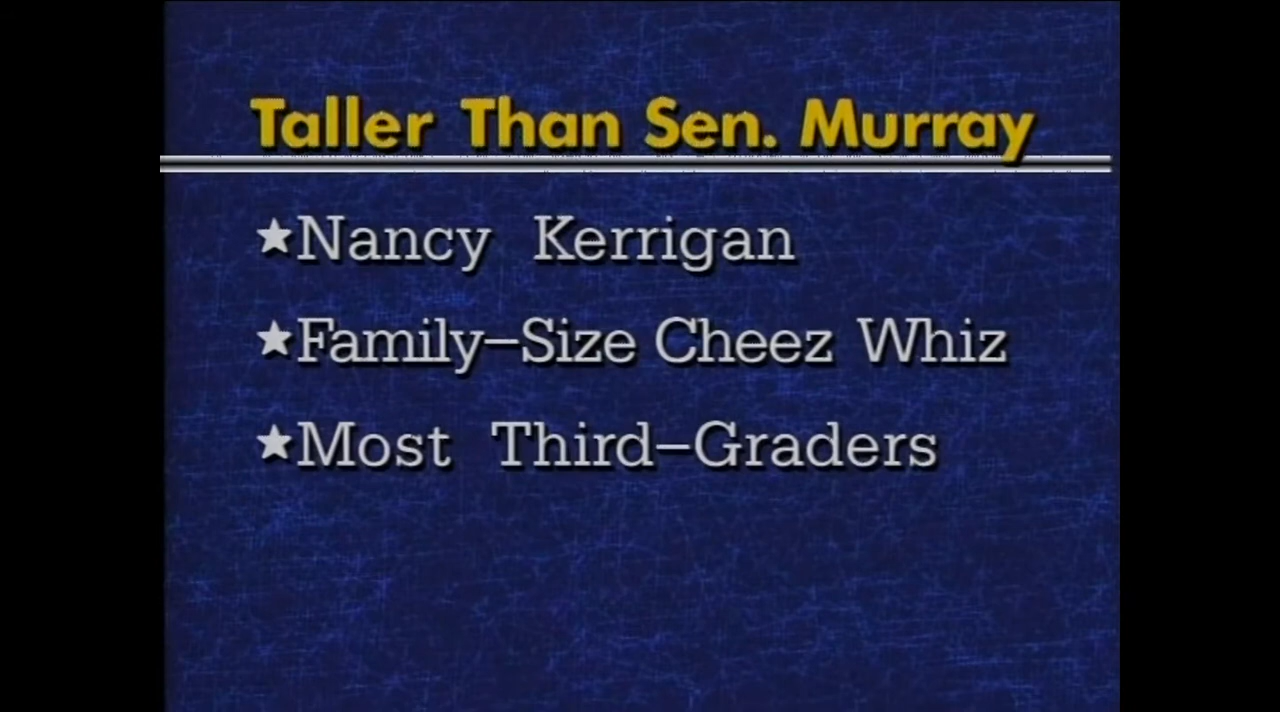 Taller Than Sen. Murray
★Nancy Kerrigan
★Family-Size Cheez Whiz
★Most Third-Graders